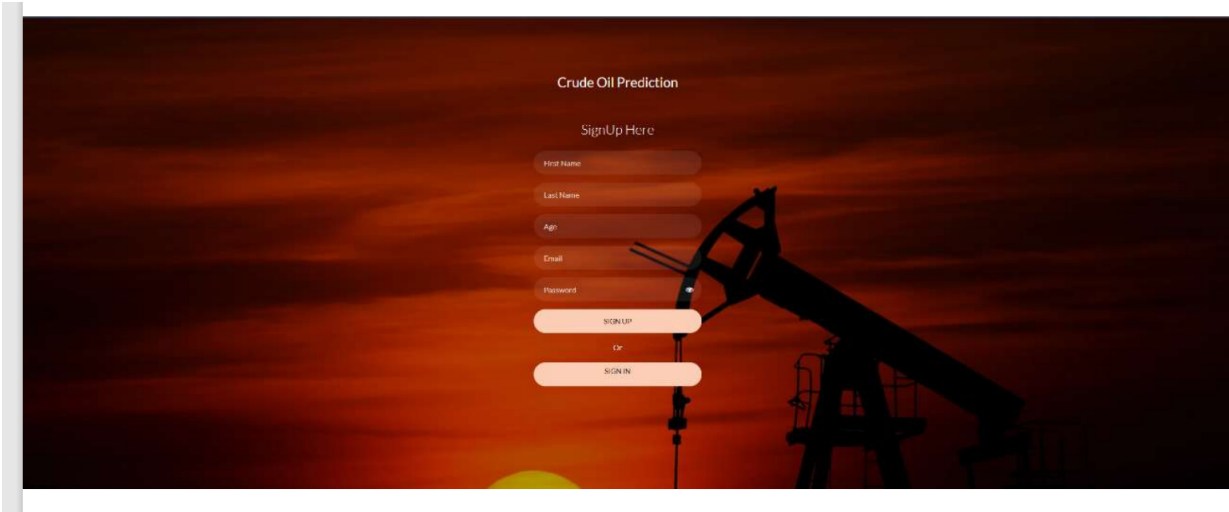 Crude Oil Prediction
SignUp Here
First Name
Last Name
Age
Email
Password
SIGN UP
Or
SIGN IN